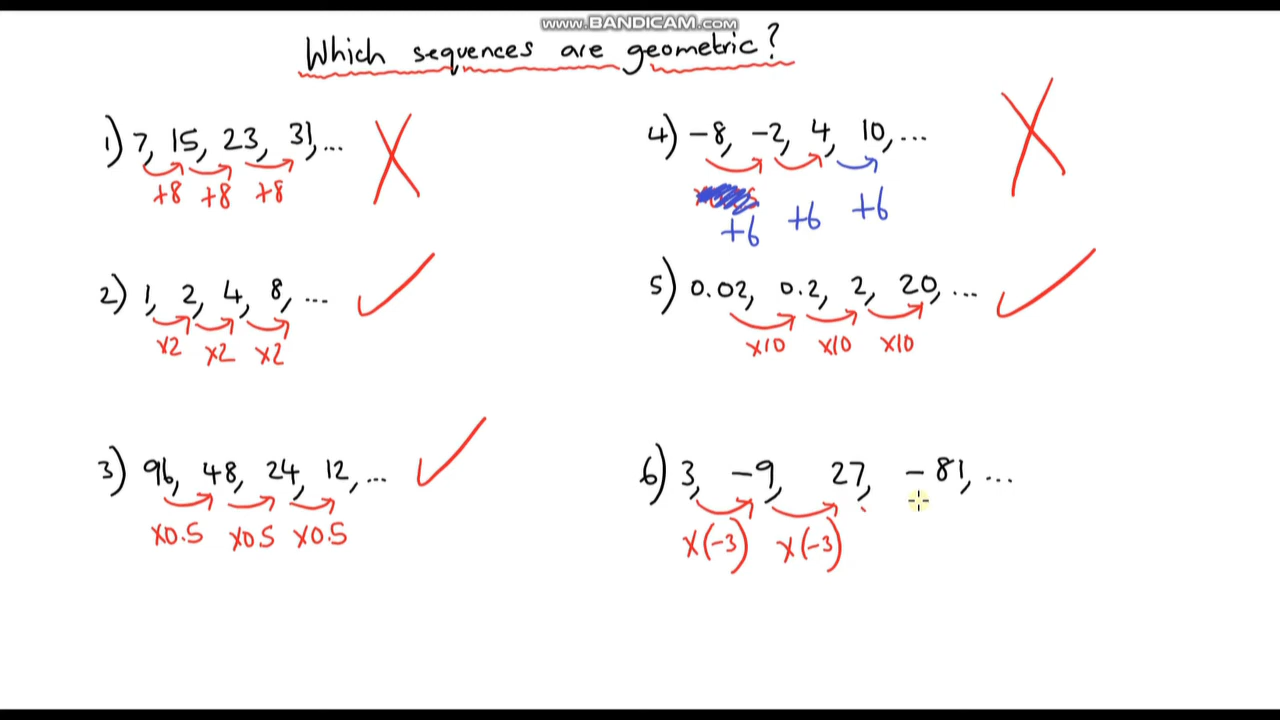 www.BANDICAM.com
Which sequences are geometric?
1) 7, 15, 23, 31, ...
+8 +8 +8
2) 1, 2, 4, 8, ...
x2 x2 x2
3) 96, 48, 24, 12, ...
x0.5 x0.5 x0.5
4) -8, -2, 4, 10, ...
+6 +6 +6
5) 0.02, 0.2, 2, 20, ...
x10 x10 x10
6) 3, -9, 27, -81, ...
x(-3) x(-3)